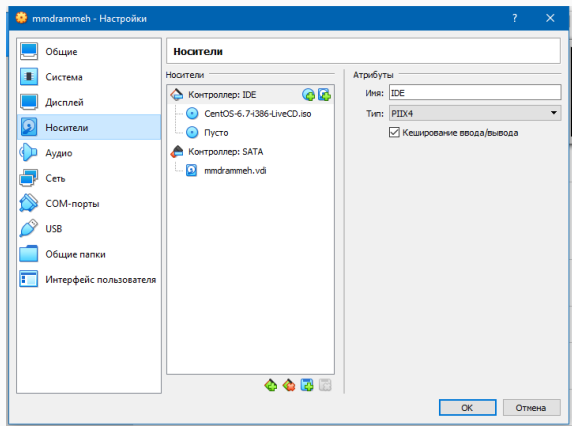 mmdrammeh - Настройки
Общие
Система
Дисплей
Носители
Аудио
Сеть
COM-порты
USB
Общие папки
Интерфейс пользователя
Носители
Носители
Контроллер: IDE
CentOS-6.7-i386-LiveCD.iso
Пусто
Контроллер: SATA
mmdrammeh.vdi
Атрибуты
Имя: IDE
Тип: PIIX4
Кеширование ввода/вывода
OK Отмена